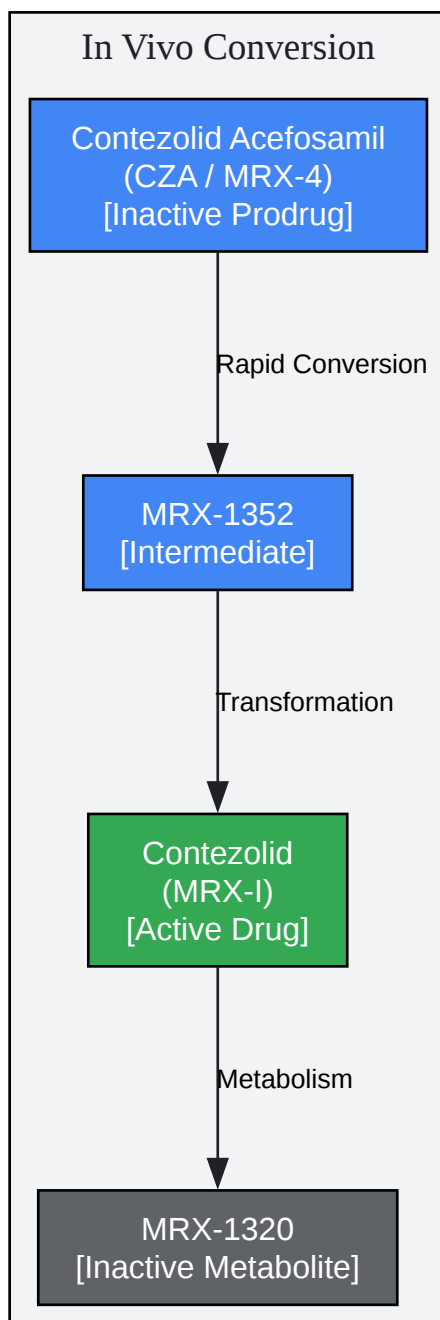 In Vivo Conversion
Contezolid Acefosamil
(CZA / MRX-4)
[Inactive Prodrug]
Rapid Conversion
MRX-1352
[Intermediate]
Transformation
Contezolid
(MRX-I)
[Active Drug]
Metabolism
MRX-1320
[Inactive Metabolite]